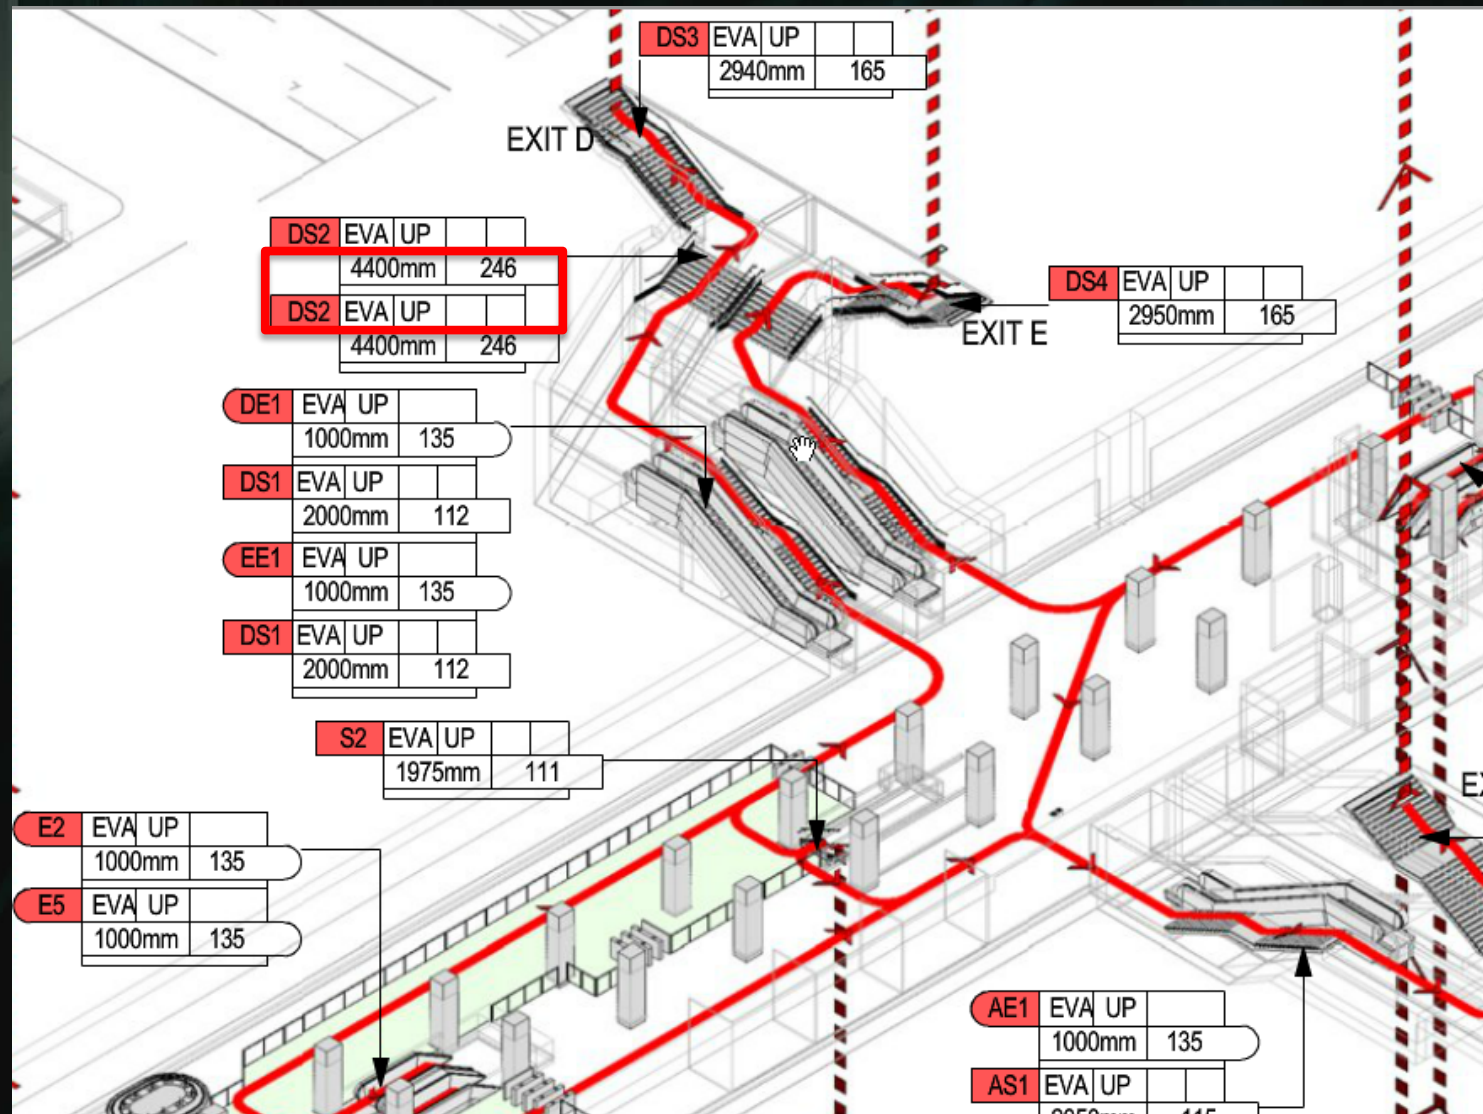 DS3 EVA UP
2940mm 165
EXIT D
DS2 EVA UP
4400mm 246
DS2 EVA UP
4400mm 246
DS4 EVA UP
2950mm 165
EXIT E
DE1 EVA UP
1000mm 135
DS1 EVA UP
2000mm 112
EE1 EVA UP
1000mm 135
DS1 EVA UP
2000mm 112
S2 EVA UP
1975mm 111
E2 EVA UP
1000mm 135
E5 EVA UP
1000mm 135
AE1 EVA UP
1000mm 135
AS1 EVA UP